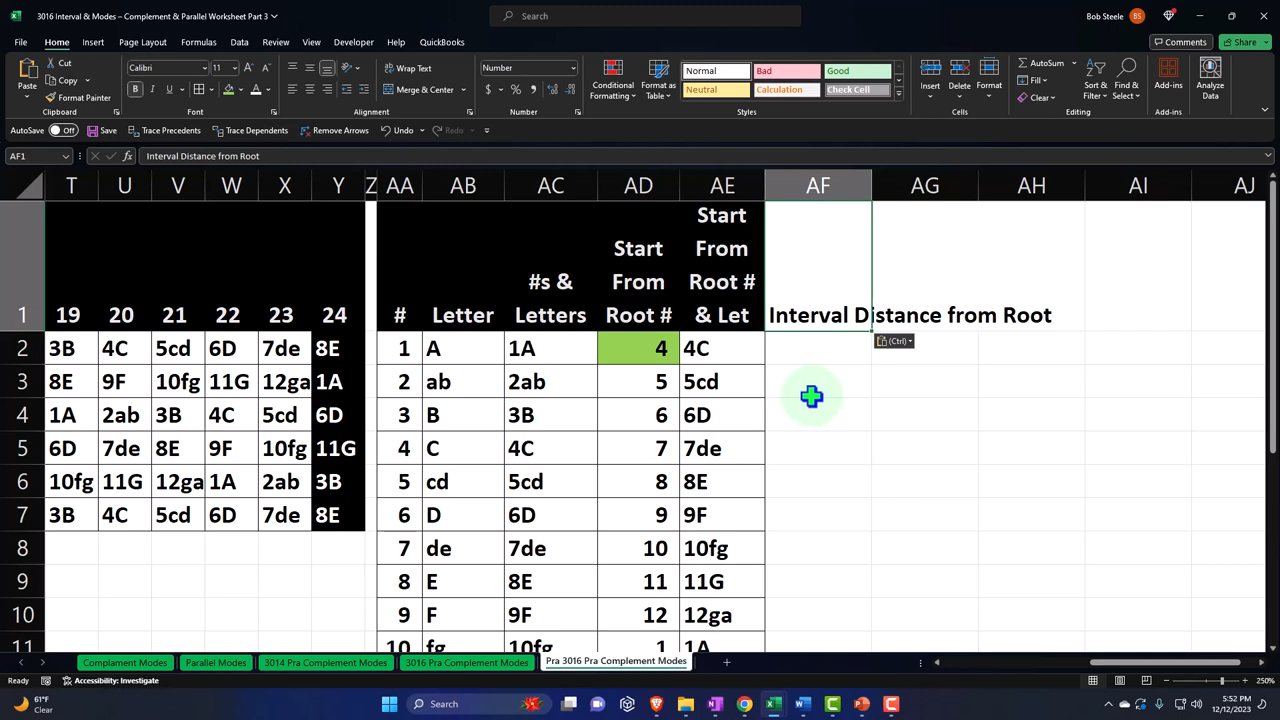 3016 Interval & Modes – Complement & Parallel Worksheet Part 3
Search
Bob Steele BS
File Home Insert Page Layout Formulas Data Review View Developer Help QuickBooks Comments Share
Paste Cut Copy Format Painter Clipboard
Calibri 11 Font
Wrap Text Merge & Center Alignment
Number Number
Conditional Formatting Format as Table
Normal Bad Good
Neutral Calculation Check Cell
Styles
Insert Delete Format Cells
AutoSum Fill Clear Sort & Filter Find & Select Editing
Add-ins Add-ins
Analyze Data
AutoSave Off Save Trace Precedents Trace Dependents Remove Arrows Undo Redo
AF1 fx Interval Distance from Root
T U V W X Y Z AA AB AC AD AE AF AG AH AI AJ
1 19 20 21 22 23 24 # Letter #s & Letters Start From Root # Start From Root # & Let Interval Distance from Root
2 3B 4C 5cd 6D 7de 8E 1 A 1A 4 4C
(Ctrl)
3 8E 9F 10fg 11G 12ga 1A 2 ab 2ab 5 5cd
4 1A 2ab 3B 4C 5cd 6D 3 B 3B 6 6D
5 6D 7de 8E 9F 10fg 11G 4 C 4C 7 7de
6 10fg 11G 12ga 1A 2ab 3B 5 cd 5cd 8 8E
7 3B 4C 5cd 6D 7de 8E 6 D 6D 9 9F
8 7 de 7de 10 10fg
9 8 E 8E 11 11G
10 9 F 9F 12 12ga
11 10 fg 10fg 1 1A
Complament Modes Parallel Modes 3014 Pra Complement Modes 3016 Pra Complement Modes Pra 3016 Pra Complement Modes
Ready Accessibility: Investigate 250%
61°F
Clear
Search
5:52 PM
12/12/2023